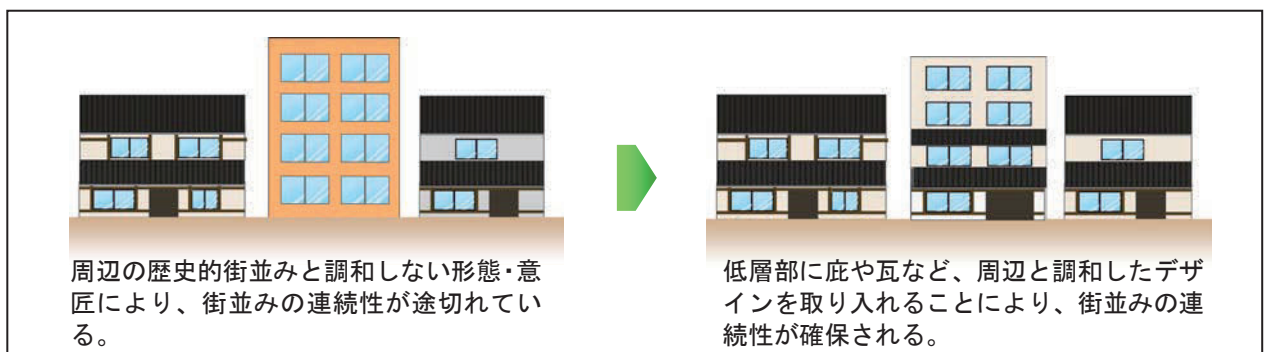 周辺の歴史的街並みと調和しない形態・意
匠により、街並みの連続性が途切れてい
る。
低層部に庇や瓦など、周辺と調和したデザ
インを取り入れることにより、街並みの連
続性が確保される。